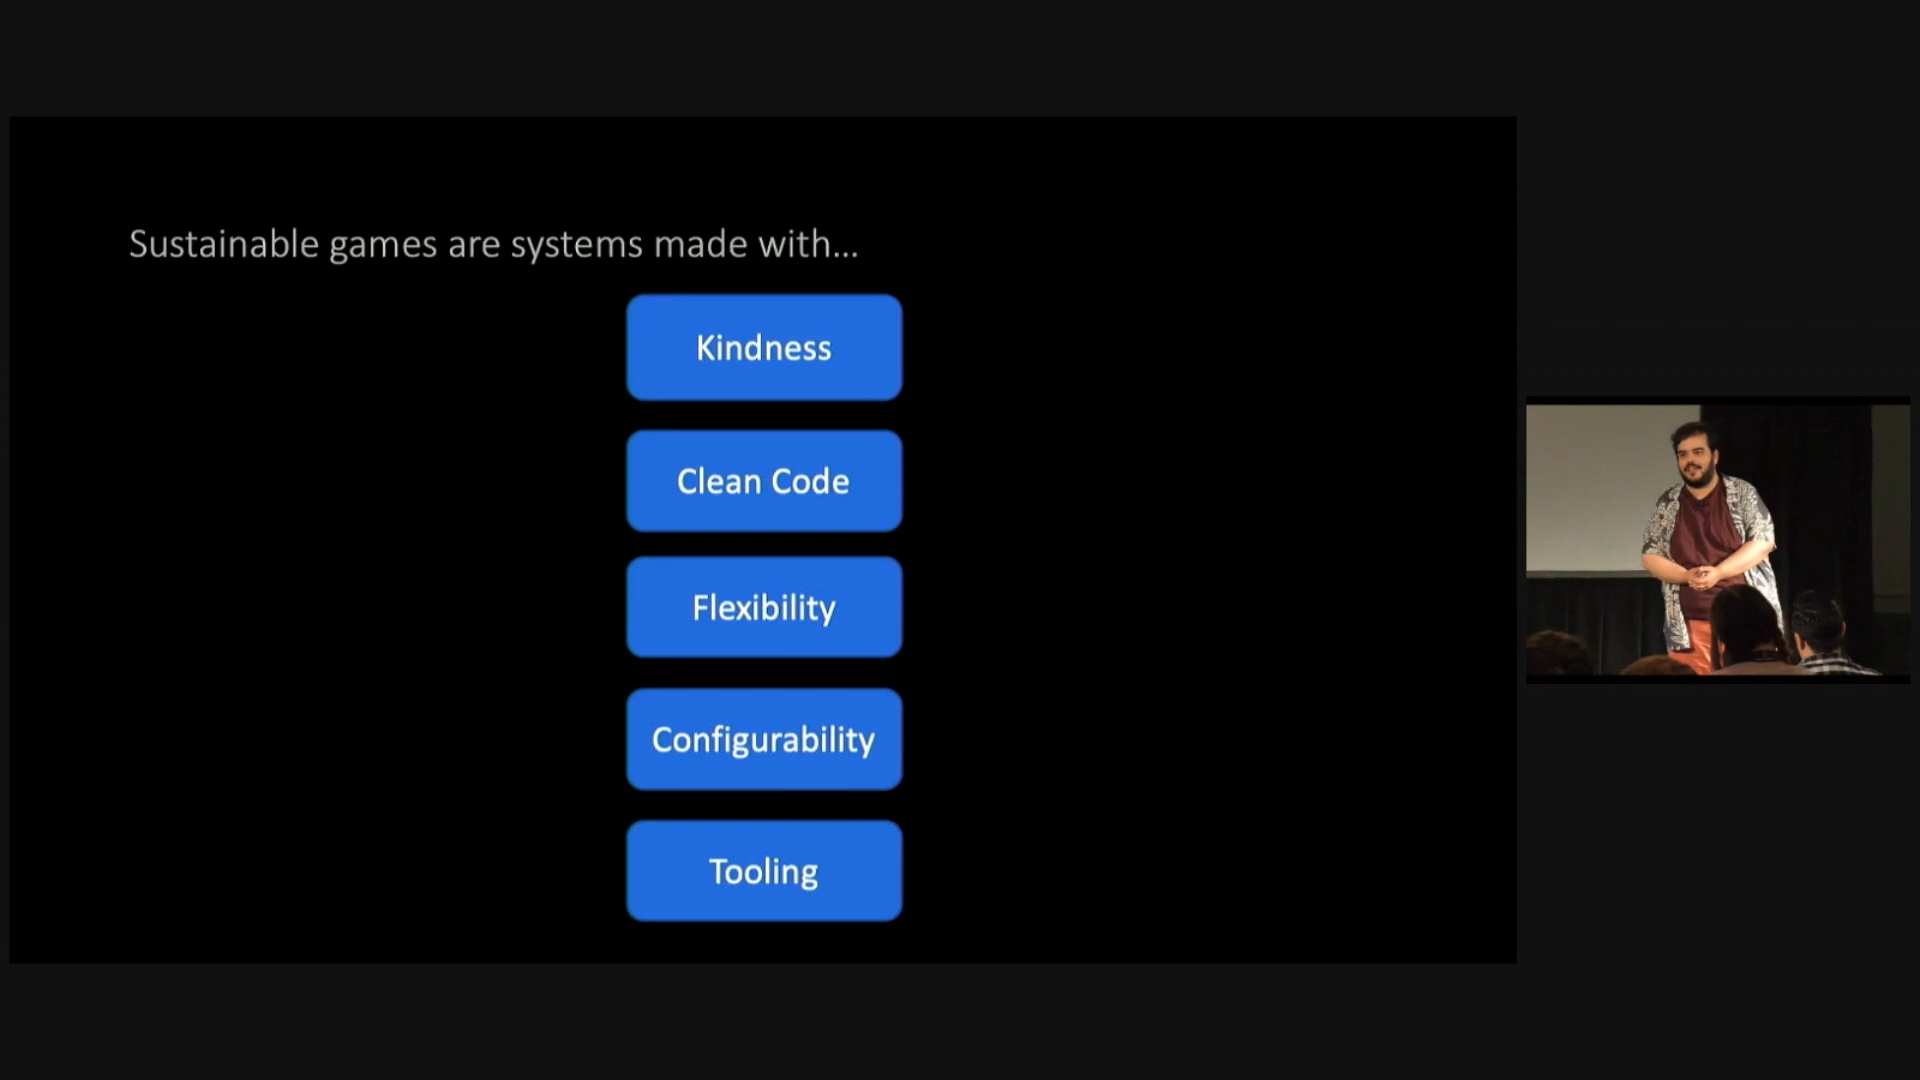 Sustainable games are systems made with...
Kindness
Clean Code
Flexibility
Configurability
Tooling